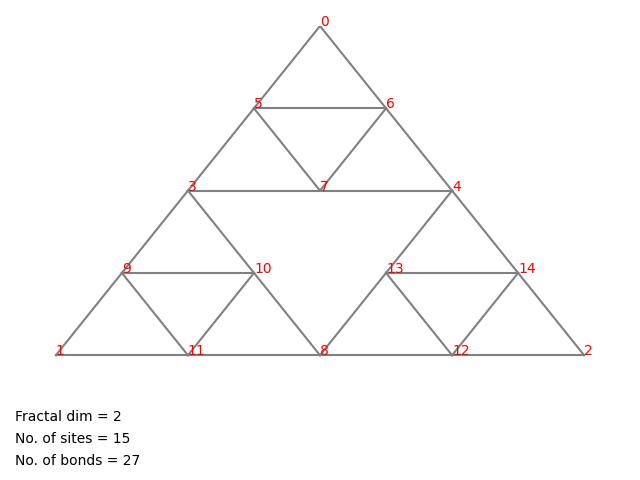 0
5 6
3 7 4
9 10 13 14
1 11 8 12 2
Fractal dim = 2
No. of sites = 15
No. of bonds = 27